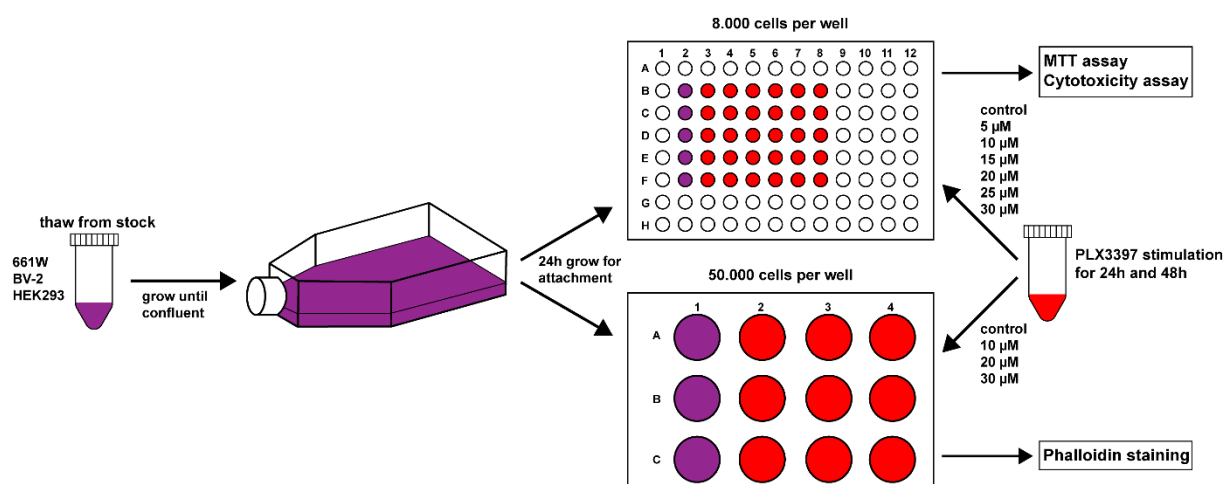 8.000 cells per well
1 2 3 4 5 6 7 8 9 10 11 12
A
B
C
D
E
F
G
H
MTT assay
Cytotoxicity assay
control
5 µM
10 µM
15 µM
20 µM
25 µM
30 µM
thaw from stock
661W
BV-2
HEK293
grow until
confluent
24h grow for
attachment
PLX3397 stimulation
for 24h and 48h
50.000 cells per well
1 2 3 4
A
B
C
control
10 µM
20 µM
30 µM
Phalloidin staining